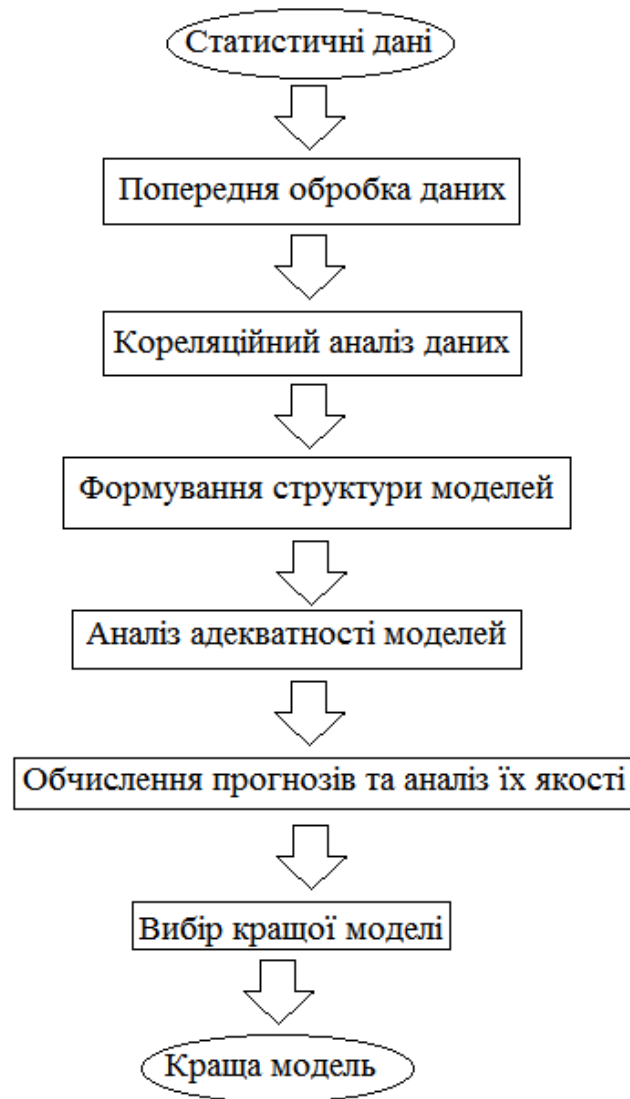 Статистичні дані
Попередня обробка даних
Кореляційний аналіз даних
Формування структури моделей
Аналіз адекватності моделей
Обчислення прогнозів та аналіз їх якості
Вибір кращої моделі
Краща модель